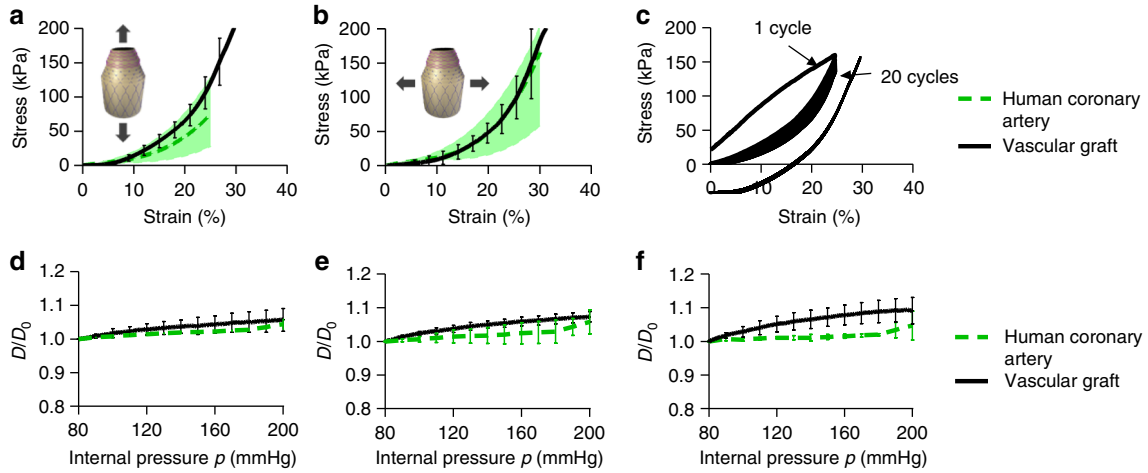 a
b
c
200
150
100
50
0
Stress (kPa)
0 10 20 30 40
Strain (%)
200
150
100
50
0
Stress (kPa)
0 10 20 30 40
Strain (%)
200
150
100
50
0
Stress (kPa)
1 cycle
20 cycles
0 10 20 30 40
Strain (%)
Human coronary
artery
Vascular graft
d
e
f
1.2
1.1
1.0
0.9
0.8
D/D0
80 120 160 200
Internal pressure p (mmHg)
1.2
1.1
1.0
0.9
0.8
D/D0
80 120 160 200
Internal pressure p (mmHg)
1.2
1.1
1.0
0.9
0.8
D/D0
80 120 160 200
Internal pressure p (mmHg)
Human coronary
artery
Vascular graft